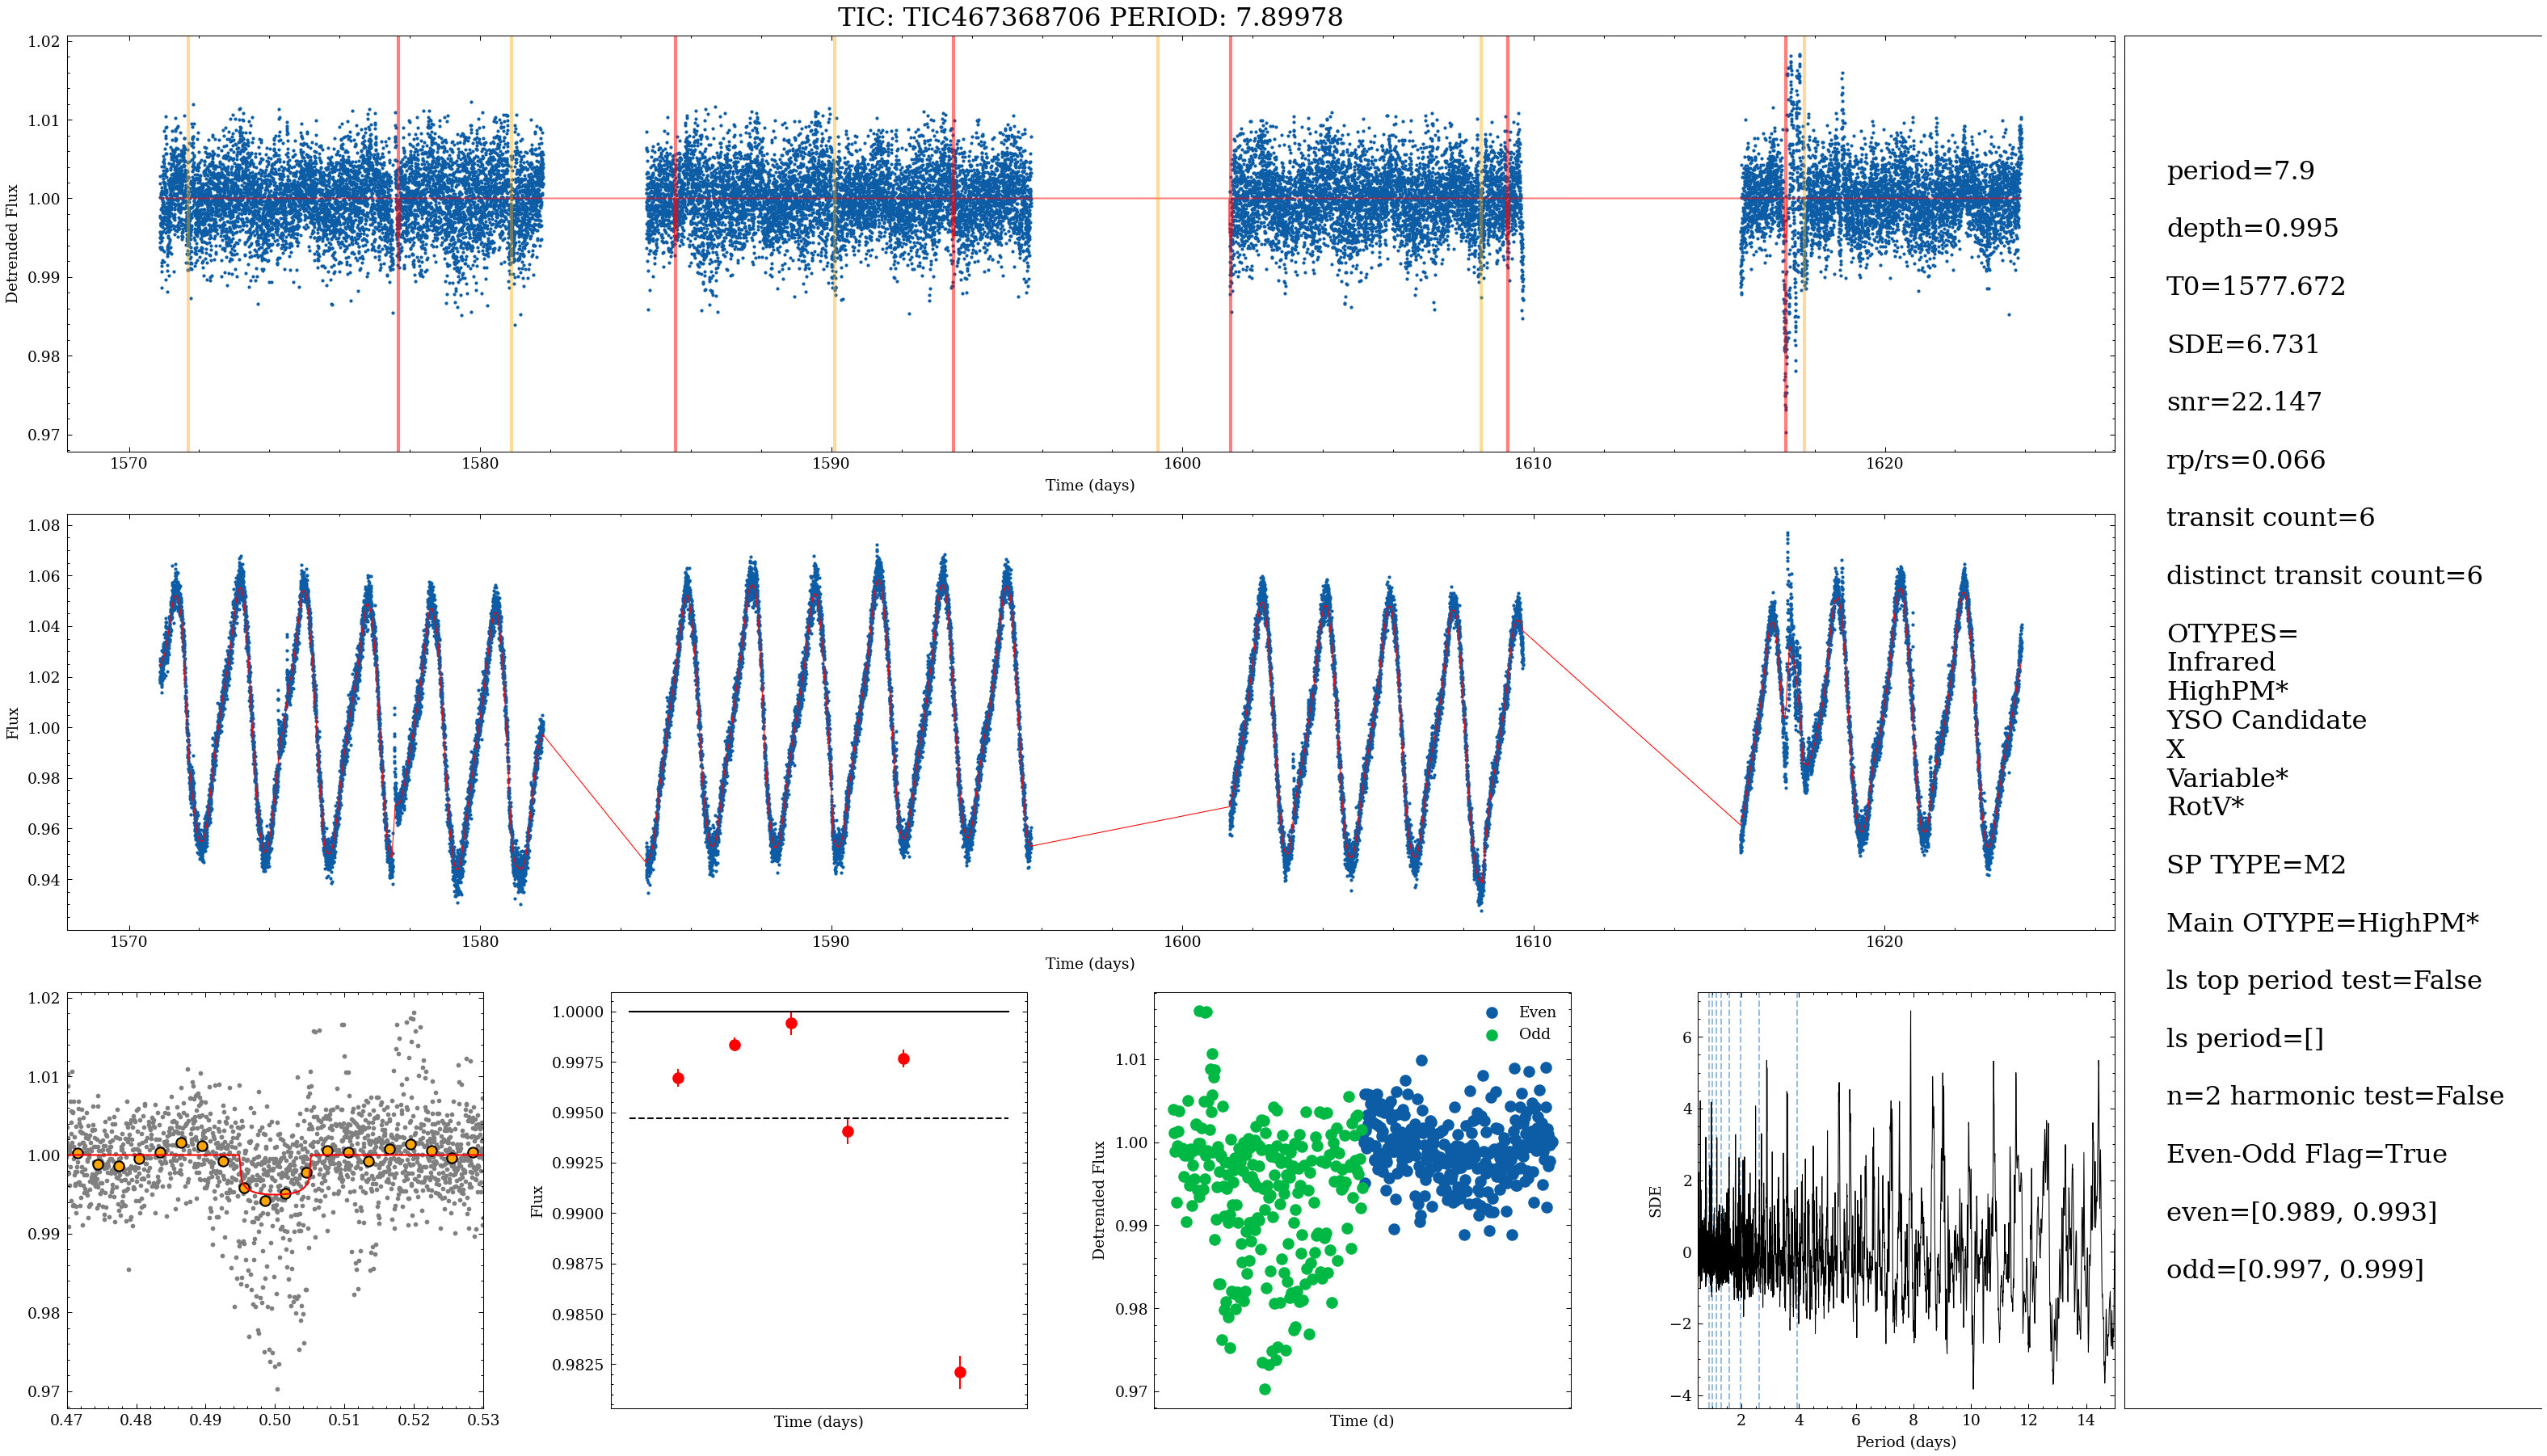 TIC: TIC467368706 PERIOD: 7.89978
1.02
1.01
1.00
0.99
0.98
0.97
Detrended Flux
1570
1580
1590
1600
1610
1620
Time (days)
1.08
1.06
1.04
1.02
1.00
0.98
0.96
0.94
Flux
1570
1580
1590
1600
1610
1620
Time (days)
1.02
1.01
1.00
0.99
0.98
0.97
0.47
0.48
0.49
0.50
0.51
0.52
0.53
1.0000
0.9975
0.9950
0.9925
0.9900
0.9875
0.9850
0.9825
Flux
Time (days)
Even
Odd
1.01
1.00
0.99
0.98
0.97
Detrended Flux
Time (d)
6
4
2
0
−2
−4
SDE
2
4
6
8
10
12
14
Period (days)
period=7.9
depth=0.995
T0=1577.672
SDE=6.731
snr=22.147
rp/rs=0.066
transit count=6
distinct transit count=6
OTYPES=
Infrared
HighPM*
YSO Candidate
X
Variable*
RotV*
SP TYPE=M2
Main OTYPE=HighPM*
ls top period test=False
ls period=[]
n=2 harmonic test=False
Even-Odd Flag=True
even=[0.989, 0.993]
odd=[0.997, 0.999]